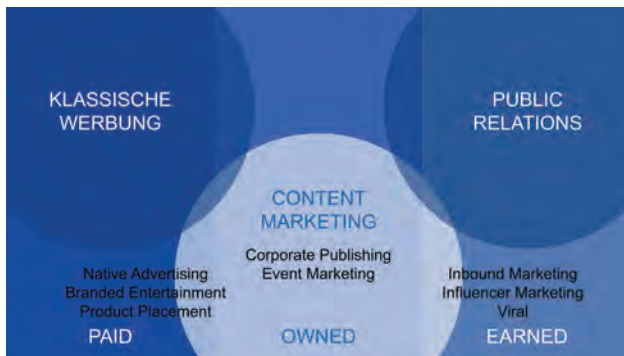 KLASSISCHE
WERBUNG
PUBLIC
RELATIONS
CONTENT
MARKETING
Corporate Publishing
Event Marketing
Native Advertising
Branded Entertainment
Product Placement
Inbound Marketing
Influencer Marketing
Viral
PAID
OWNED
EARNED